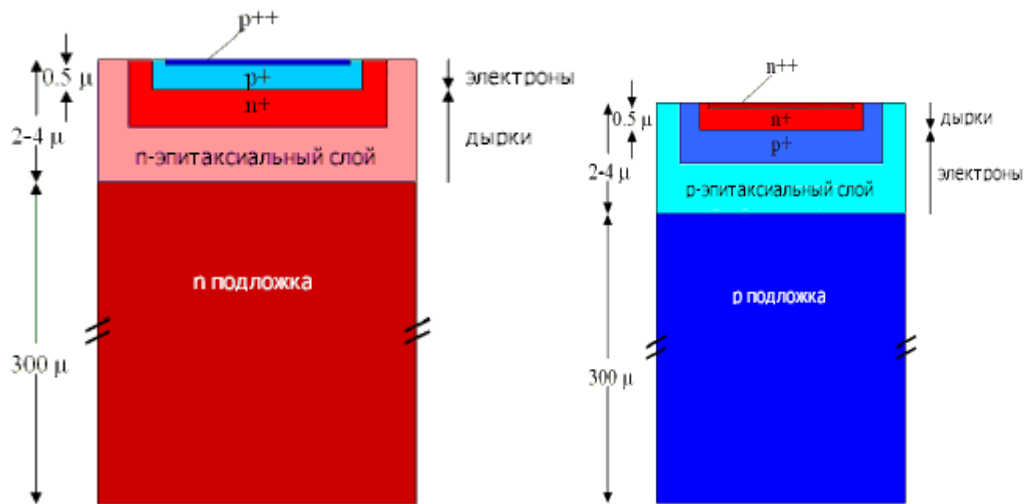 p++
0.5 μ
p+
электроны
n+
2-4 μ
дырки
n-эпитаксиальный слой
n подложка
300 μ
n++
0.5 μ
n+
дырки
p+
2-4 μ
электроны
p-эпитаксиальный слой
p подложка
300 μ